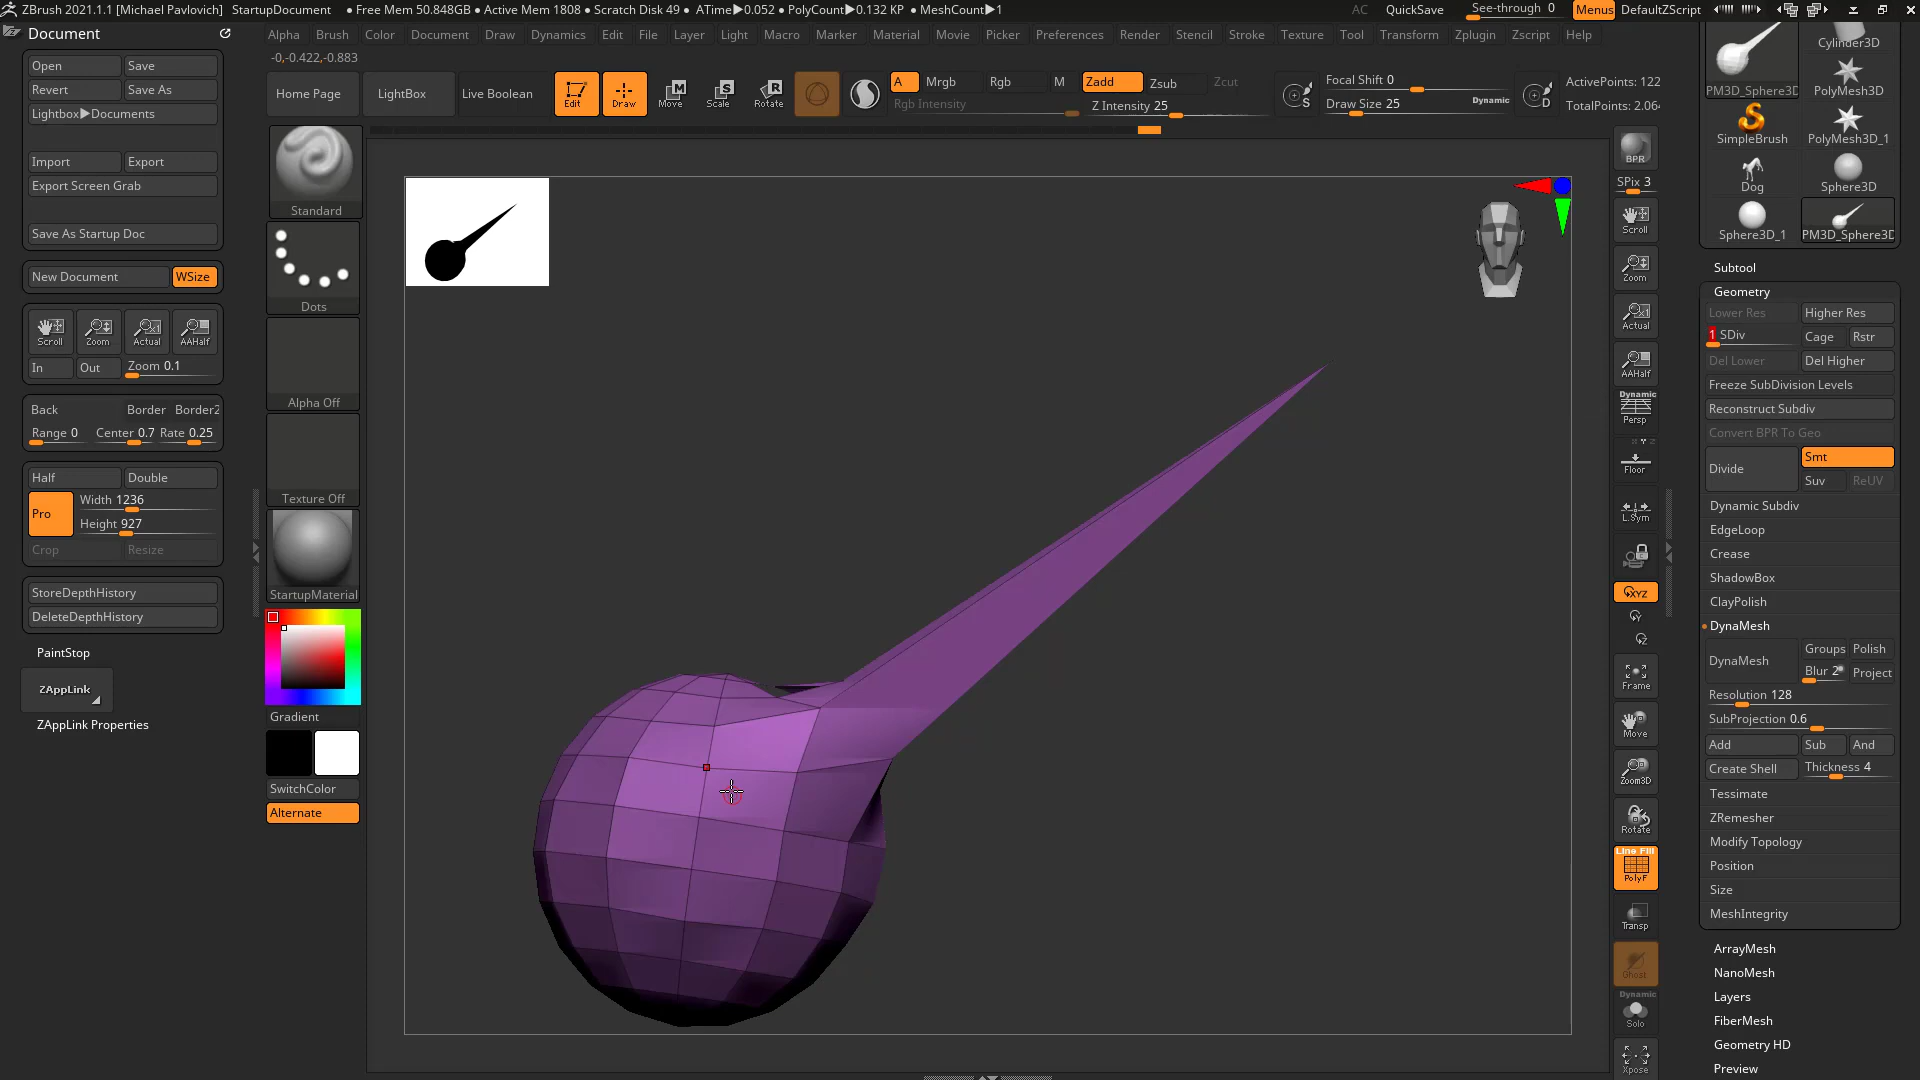 ZBrush 2021.1.1 [Michael Pavlovich] StartupDocument • Free Mem 50.848GB • Active Mem 1808 • Scratch Disk 49 • ATime▶0.052 • PolyCount▶0.132 KP • MeshCount▶1 AC QuickSave See-through 0 Menus DefaultZScript
Document
Alpha Brush Color Document Draw Dynamics Edit File Layer Light Macro Marker Material Movie Picker Preferences Render Stencil Stroke Texture Tool Transform Zplugin Zscript Help
-0,-0.422,-0.883
Open Save
Revert Save As
Lightbox▶Documents
Import Export
Export Screen Grab
Save As Startup Doc
New Document WSize
Scroll Zoom Actual AAHalf
In Out Zoom 0.1
Back Border Border2
Range 0 Center 0.7 Rate 0.25
Half Double
Pro Width 1236
Height 927
Crop Resize
StoreDepthHistory
DeleteDepthHistory
PaintStop
ZAppLink
ZAppLink Properties
Home Page LightBox Live Boolean
Edit Draw Move Scale Rotate
A Mrgb Rgb M Zadd Zsub Zcut
Rgb Intensity Z Intensity 25
Focal Shift 0
Draw Size 25 Dynamic
ActivePoints: 122
TotalPoints: 2.064
Standard
Dots
Alpha Off
Texture Off
StartupMaterial
Gradient
SwitchColor
Alternate
BPR
SPix 3
Scroll
Zoom
Actual
AAHalf
Dynamic
Persp
Floor
L.Sym
XYZ
Frame
Move
Zoom3D
Rotate
Line Fill
PolyF
Transp
Ghost
Dynamic
Solo
Xpose
Cylinder3D
PM3D_Sphere3D PolyMesh3D
SimpleBrush PolyMesh3D_1
Dog Sphere3D
Sphere3D_1 PM3D_Sphere3D
Subtool
Geometry
Lower Res Higher Res
1 SDiv Cage Rstr
Del Lower Del Higher
Freeze SubDivision Levels
Reconstruct Subdiv
Convert BPR To Geo
Divide Smt
Suv ReUV
Dynamic Subdiv
EdgeLoop
Crease
ShadowBox
ClayPolish
DynaMesh
DynaMesh Groups Polish
Blur 2 Project
Resolution 128
SubProjection 0.6
Add Sub And
Create Shell Thickness 4
Tessimate
ZRemesher
Modify Topology
Position
Size
MeshIntegrity
ArrayMesh
NanoMesh
Layers
FiberMesh
Geometry HD
Preview